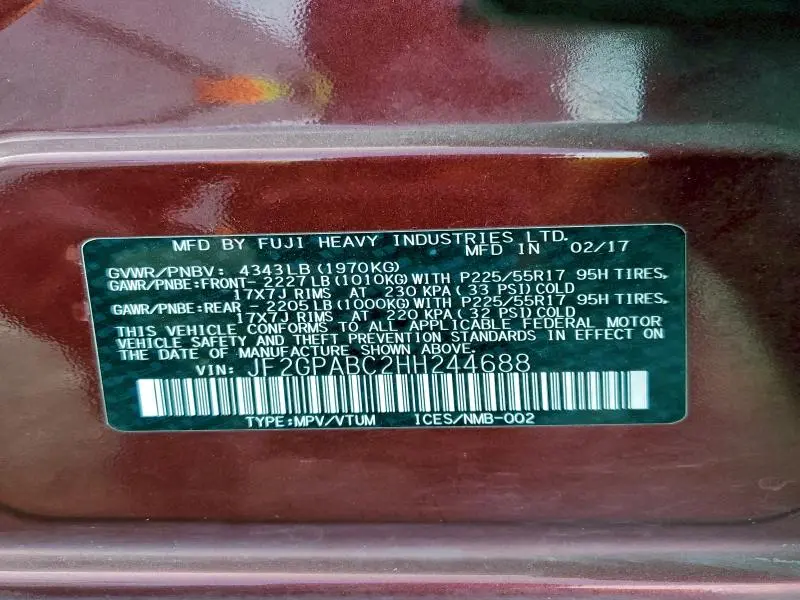 MFD BY FUJI HEAVY INDUSTRIES LTD.
MFD IN 02/17
GVWR/PNBV: 4343LB(1970KG)
GAWR/PNBE:FRONT- 2227LB(1010KG)WITH P225/55R17 95H TIRES,
17X7J RIMS AT 230 KPA(33 PSI)COLD
GAWR/PNBE:REAR - 2205LB(1000KG)WITH P225/55R17 95H TIRES,
17X7J RIMS AT 220 KPA(32 PSI)COLD
THIS VEHICLE CONFORMS TO ALL APPLICABLE FEDERAL MOTOR
VEHICLE SAFETY AND THEFT PREVENTION STANDARDS IN EFFECT ON
THE DATE OF MANUFACTURE SHOWN ABOVE.
VIN: JF2GPABC2HH244688
TYPE:MPV/VTUM ICES/NMB-002